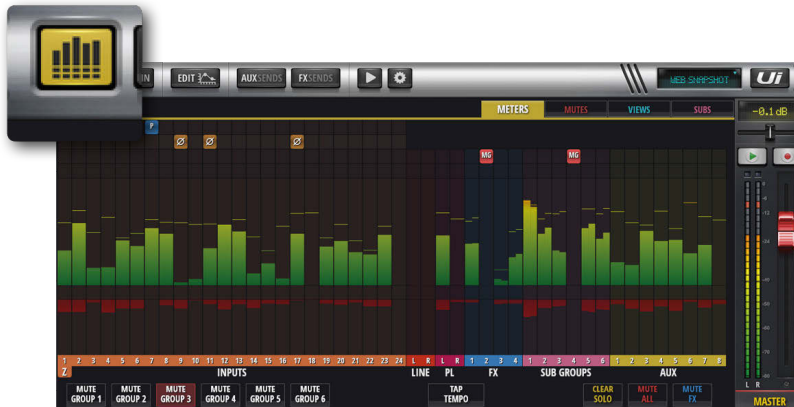 IN EDIT AUXSENDS FXSENDS WEB SNAPSHOT Ui
METERS MUTES VIEWS SUBS -0.1 dB
P
Ø Ø Ø
MG MG
1 2 3 4 5 6 7 8 9 10 11 12 13 14 15 16 17 18 19 20 21 22 23 24 L R L R 1 2 3 4 1 2 3 4 5 6 1 2 3 4 5 6 7 8
Z INPUTS LINE PL FX SUB GROUPS AUX L R
MUTE GROUP 1
MUTE GROUP 2
MUTE GROUP 3
MUTE GROUP 4
MUTE GROUP 5
MUTE GROUP 6
TAP TEMPO
CLEAR SOLO
MUTE ALL
MUTE FX
MASTER